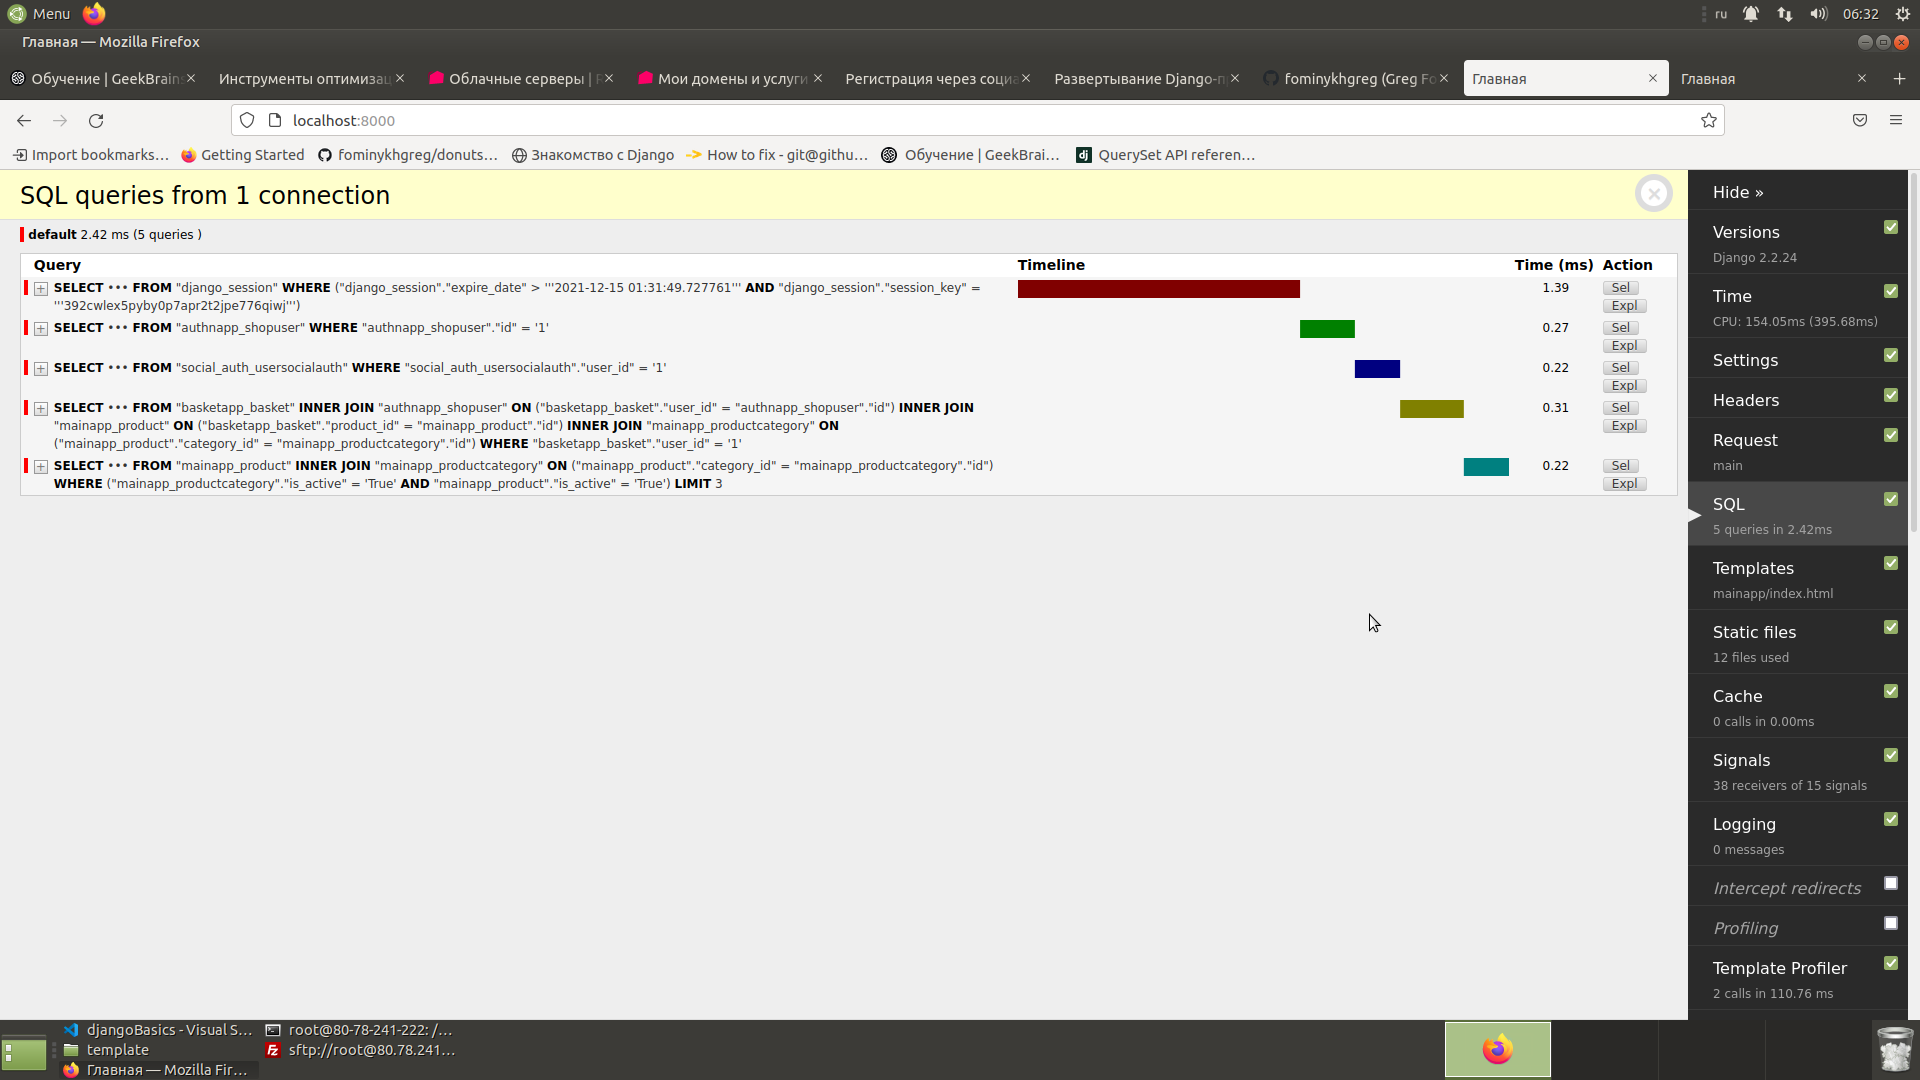 Menu
ru
06:32
Главная — Mozilla Firefox
Обучение | GeekBrain
Инструменты оптимизац
Облачные серверы |
Мои домены и услуги
Регистрация через социа
Развертывание Django-п
fominykhgreg (Greg Fo
Главная
Главная
localhost:8000
Import bookmarks…
Getting Started
fominykhgreg/donuts…
Знакомство с Django
How to fix - git@githu…
Обучение | GeekBrai…
dj
QuerySet API referen…
SQL queries from 1 connection
default 2.42 ms (5 queries )
Query Timeline Time (ms) Action
SELECT ••• FROM "django_session" WHERE ("django_session"."expire_date" > '''2021-12-15 01:31:49.727761''' AND "django_session"."session_key" = 1.39 Sel
'''392cwlex5pyby0p7apr2t2jpe776qiwj''') Expl
SELECT ••• FROM "authnapp_shopuser" WHERE "authnapp_shopuser"."id" = '1' 0.27 Sel
Expl
SELECT ••• FROM "social_auth_usersocialauth" WHERE "social_auth_usersocialauth"."user_id" = '1' 0.22 Sel
Expl
SELECT ••• FROM "basketapp_basket" INNER JOIN "authnapp_shopuser" ON ("basketapp_basket"."user_id" = "authnapp_shopuser"."id") INNER JOIN 0.31 Sel
"mainapp_product" ON ("basketapp_basket"."product_id" = "mainapp_product"."id") INNER JOIN "mainapp_productcategory" ON Expl
("mainapp_product"."category_id" = "mainapp_productcategory"."id") WHERE "basketapp_basket"."user_id" = '1'
SELECT ••• FROM "mainapp_product" INNER JOIN "mainapp_productcategory" ON ("mainapp_product"."category_id" = "mainapp_productcategory"."id") 0.22 Sel
WHERE ("mainapp_productcategory"."is_active" = 'True' AND "mainapp_product"."is_active" = 'True') LIMIT 3 Expl
Hide »
Versions
Django 2.2.24
Time
CPU: 154.05ms (395.68ms)
Settings
Headers
Request
main
SQL
5 queries in 2.42ms
Templates
mainapp/index.html
Static files
12 files used
Cache
0 calls in 0.00ms
Signals
38 receivers of 15 signals
Logging
0 messages
Intercept redirects
Profiling
Template Profiler
2 calls in 110.76 ms
djangoBasics - Visual S…
root@80-78-241-222: /…
template
sftp://root@80.78.241…
Главная — Mozilla Fir…